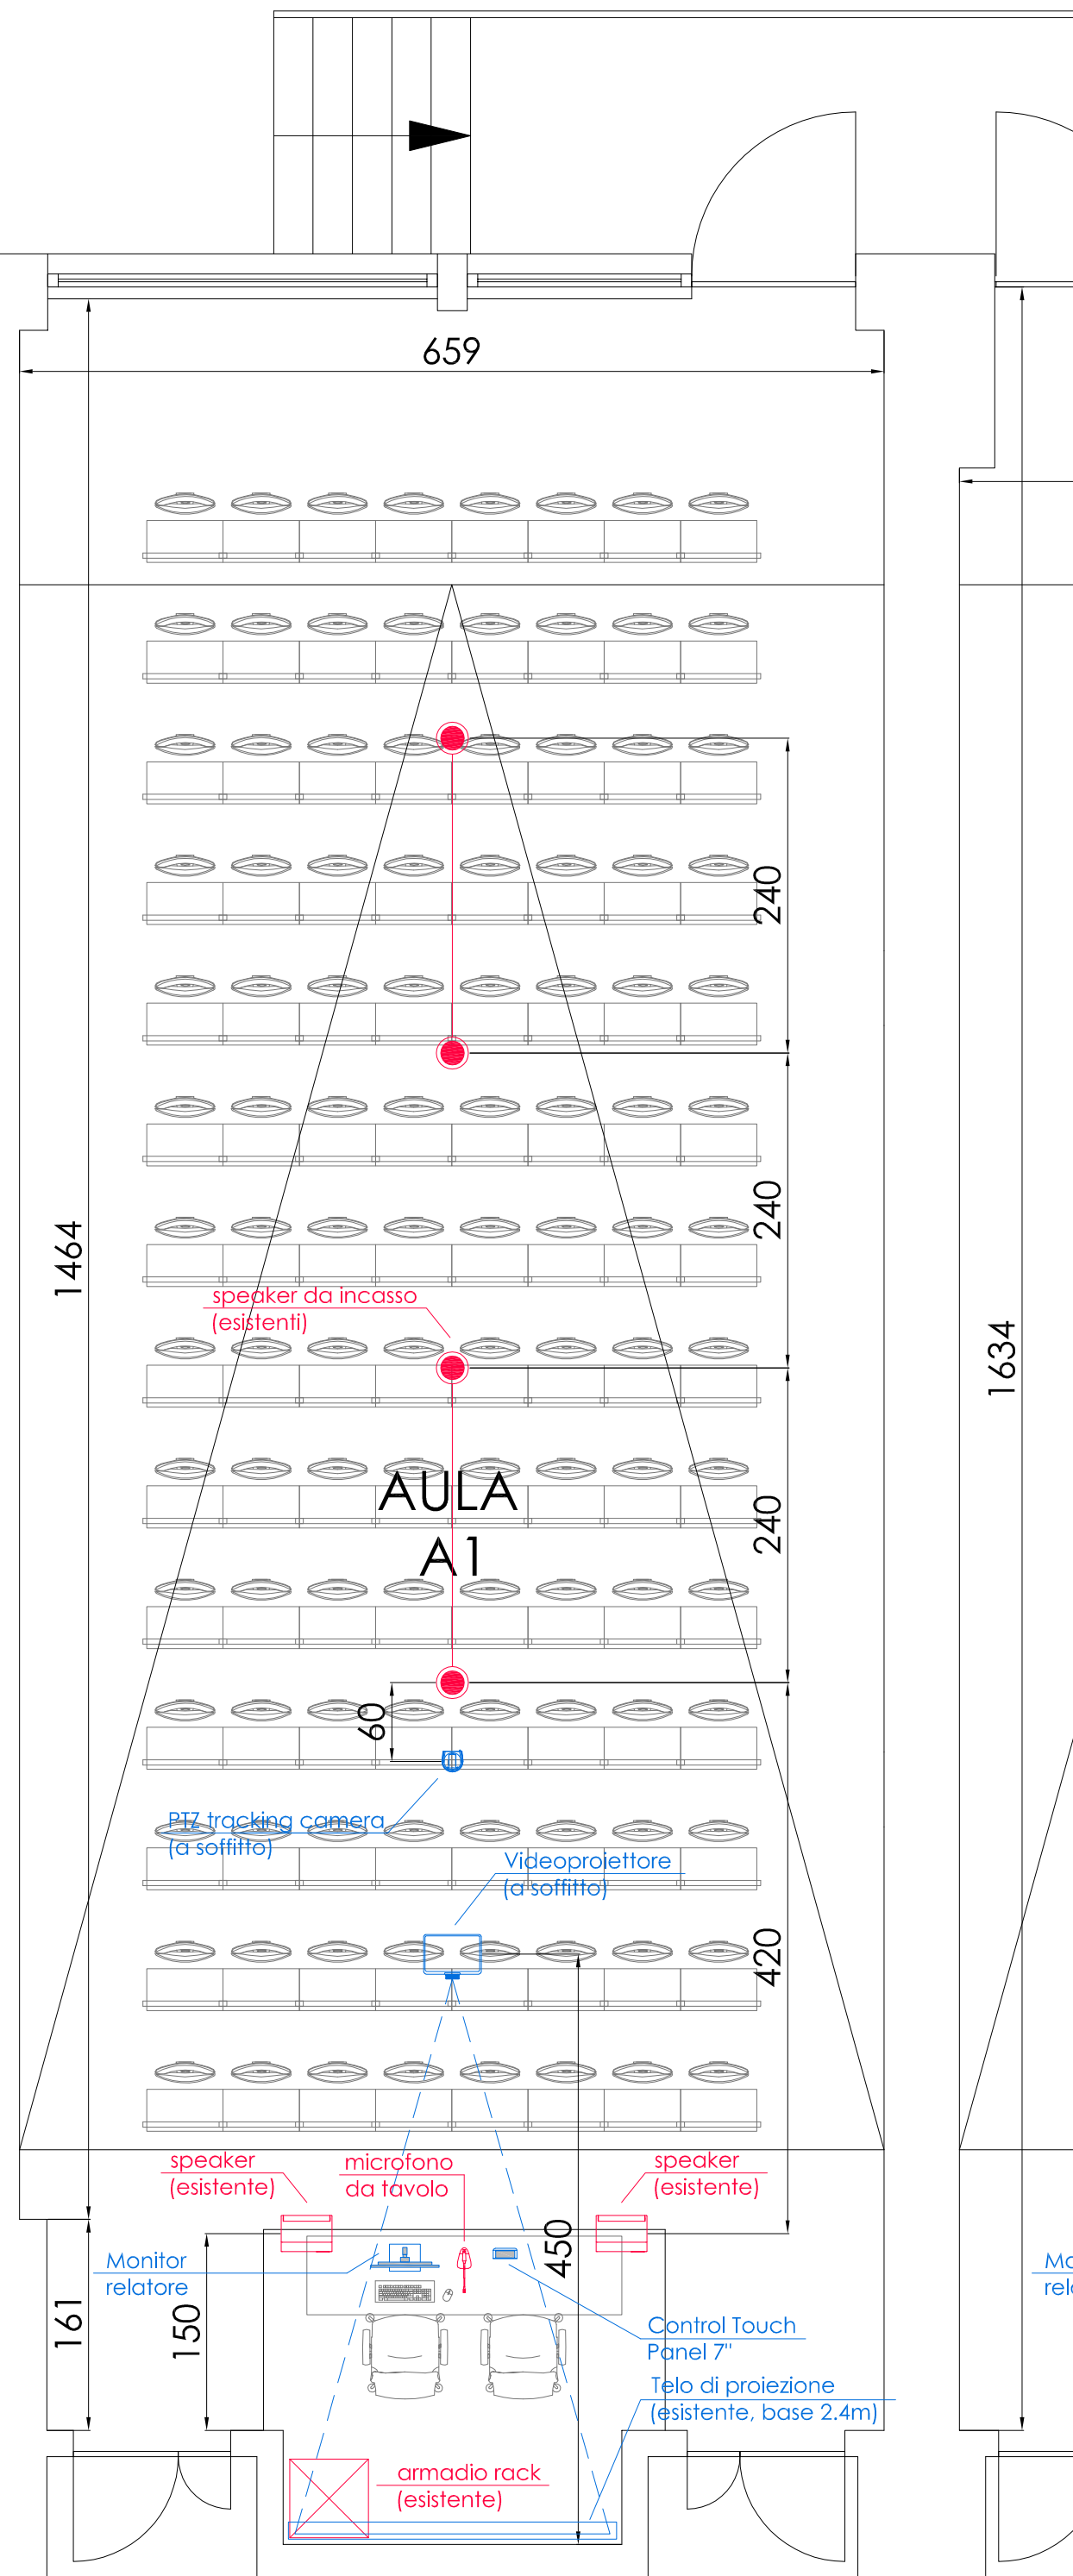 659
240
240
1464
speaker da incasso
(esistenti)
1634
AULA
A1
240
60
PTZ tracking camera
(a soffitto)
Videoproiettore
(a soffitto)
420
speaker
(esistente)
microfono
da tavolo
speaker
(esistente)
450
Monitor
relatore
161
150
Control Touch
Panel 7"
Telo di proiezione
(esistente, base 2.4m)
armadio rack
(esistente)